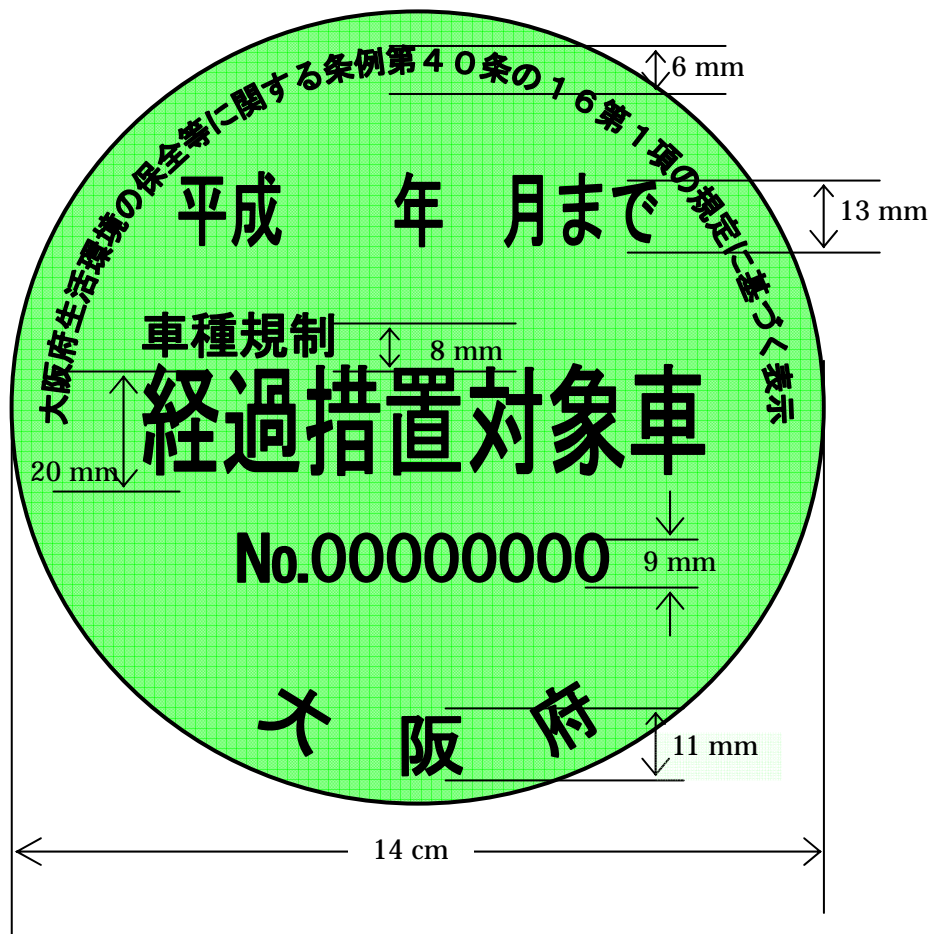 大阪府生活環境の保全等に関する条例第４０条の１６第１項の規定に基づく表示
6 mm
平成　　年　月まで
13 mm
車種規制
8 mm
経過措置対象車
20 mm
No.00000000
9 mm
大阪府
11 mm
14 cm